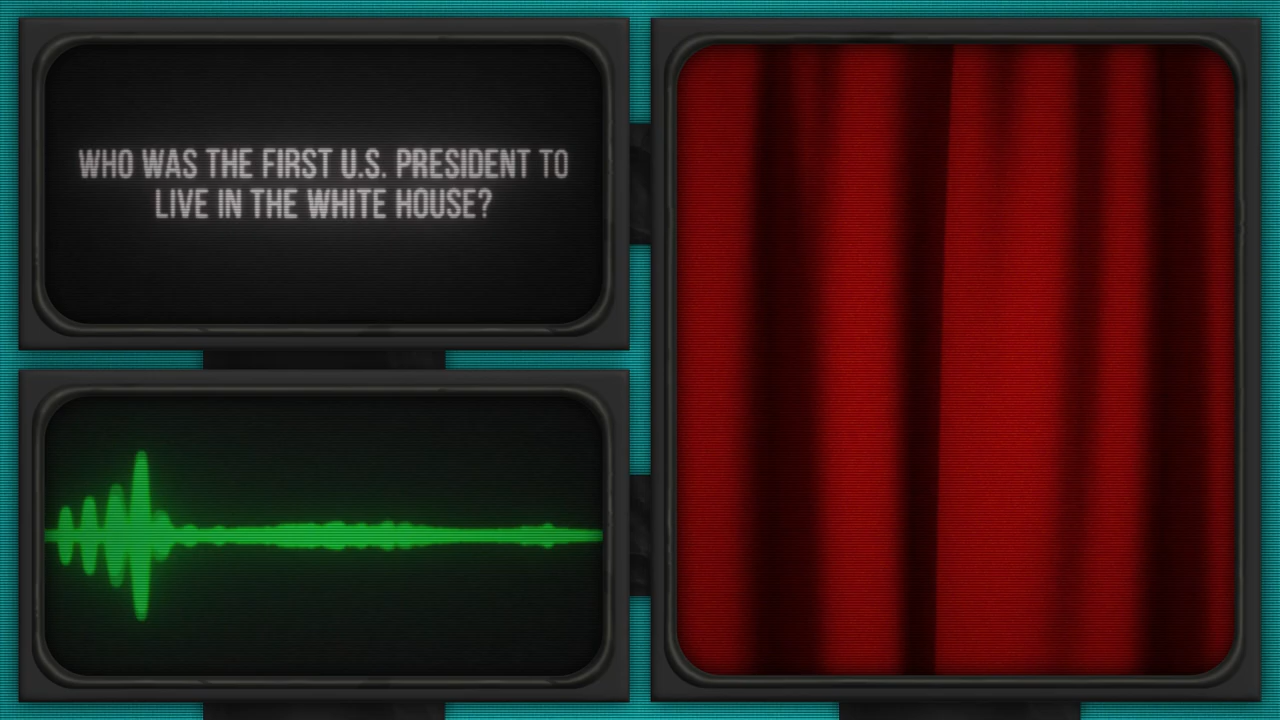 WHO WAS THE FIRST U.S. PRESIDENT TO
LIVE IN THE WHITE HOUSE?